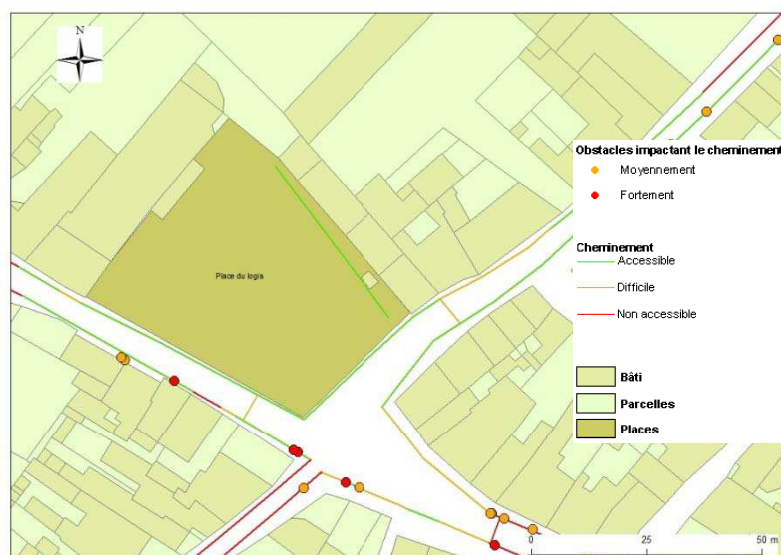 N
Obstacles impactant le cheminement
Moyennement
Fortement
Place du logis
Cheminement
Accessible
Difficile
Non accessible
Bâti
Parcelles
Places
0 25 50 m